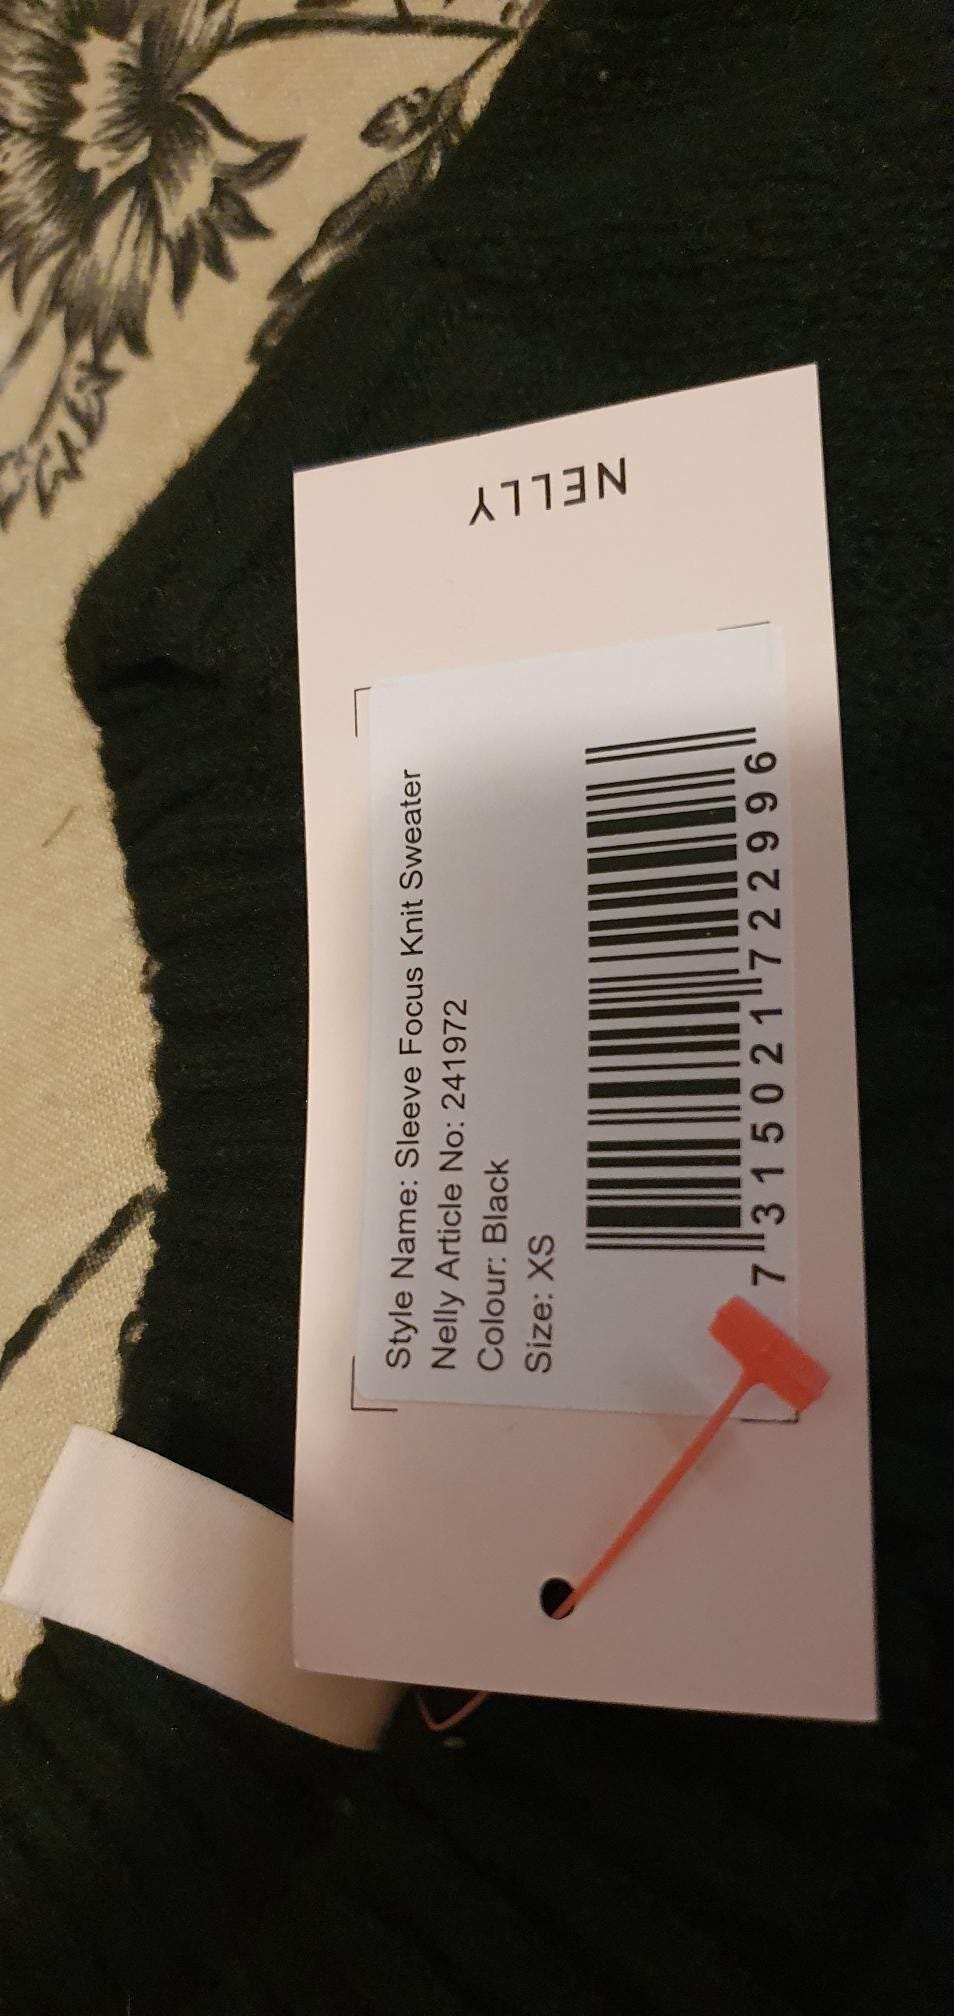 NELLY
Style Name: Sleeve Focus Knit Sweater
Nelly Article No: 241972
Colour: Black
Size: XS
7 315021 722996